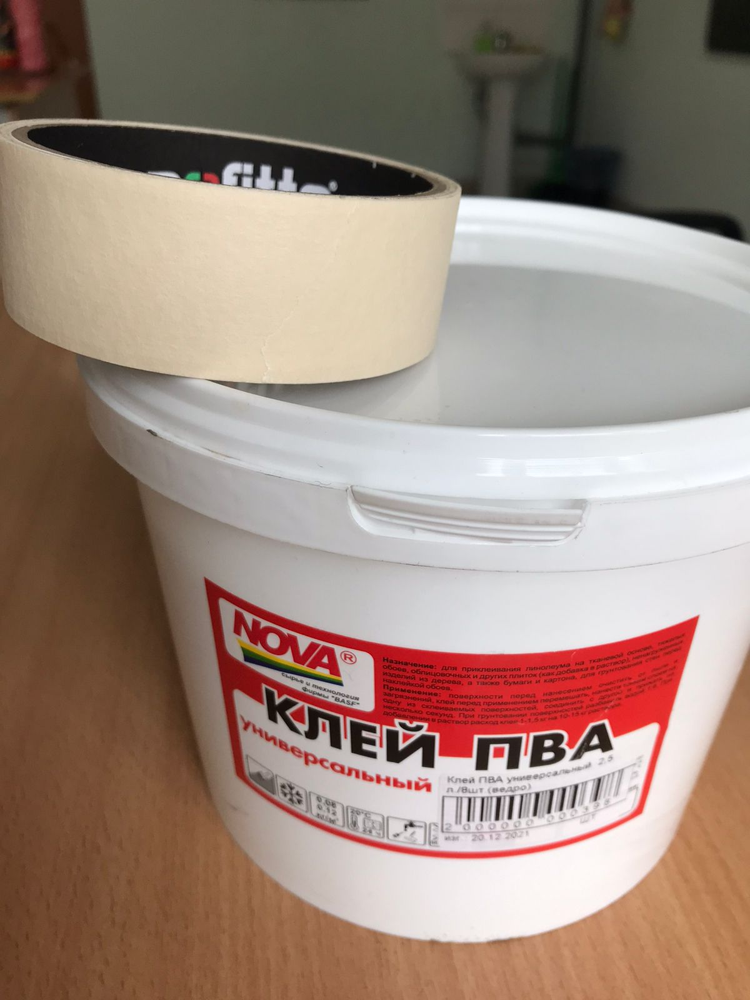 fitto
NOVA®
сырье и технология
фирмы "BASF"
Назначение: для приклеивания линолеума на тканевой основе, тяжелых
обоев, облицовочных и других плиток (как добавка в раствор), ненагруженных
изделий из дерева, а также бумаги и картона, для грунтования стен перед
наклейкой обоев.
Применение: поверхности перед нанесением очистить от пыли и
загрязнений, клей перед применением перемешать, нанести тонким слоем на
одну из склеиваемых поверхностей, соединить с другой и прижать на
несколько секунд. При грунтовании поверхностей разбавить водой 1:6. При
добавлении в раствор расход клея 1-1,5 кг на 10-15 кг раствора.
КЛЕЙ ПВА
универсальный
0.08
0.12
20°C
24
Клей ПВА универсальный 2,5
л./8шт (ведро)
2 000000 000398
шт
изг. 20.12.2021